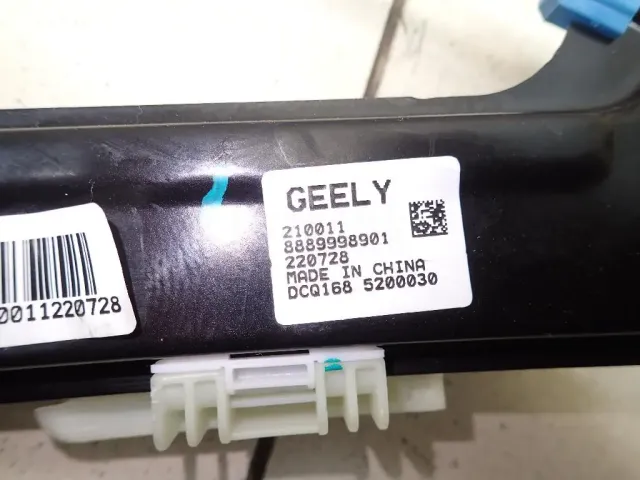 GEELY
210011
8889998901
220728
MADE IN CHINA
DCQ168 5200030
0011220728